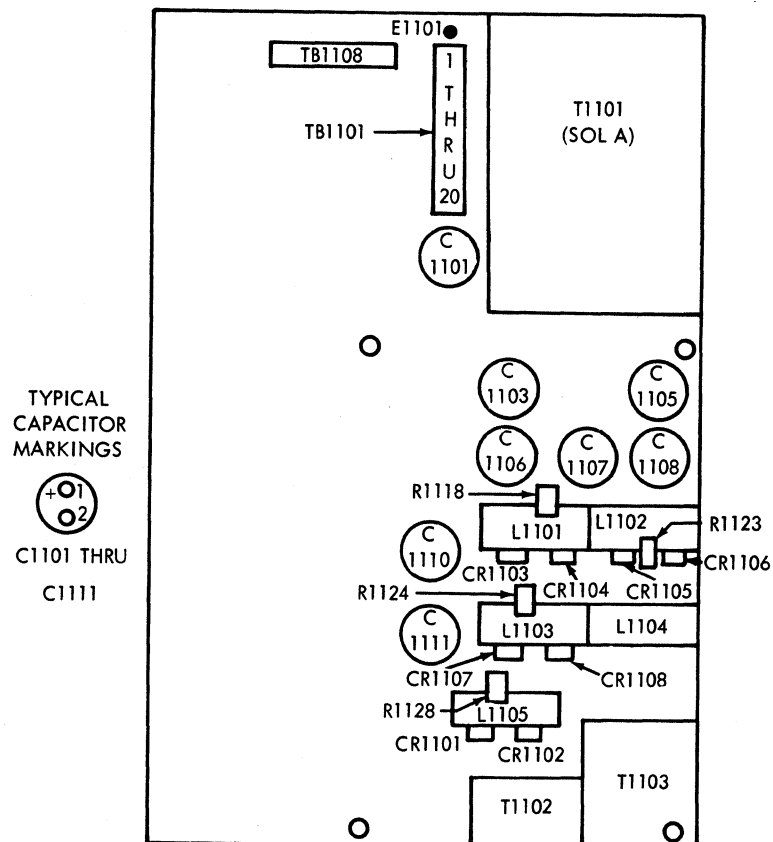 E1101
TB1108
1
T
H
R
U
20
TB1101
T1101
(SOL A)
C
1101
C
1103
C
1105
TYPICAL
CAPACITOR
MARKINGS
+ 1
2
C1101 THRU
C1111
C
1106
C
1107
C
1108
R1118
L1101
L1102
R1123
C
1110
CR1103
CR1104
CR1105
CR1106
R1124
C
1111
L1103
L1104
CR1107
CR1108
R1128
L1105
CR1101
CR1102
T1102
T1103